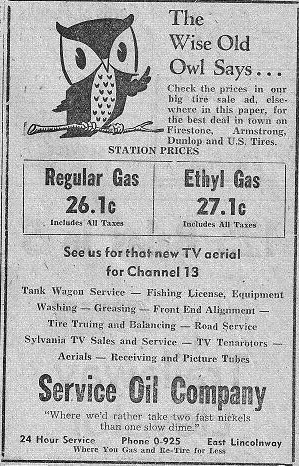 The
Wise Old
Owl Says...
Check the prices in our
big tire sale ad, else-
where in this paper, for
the best deal in town on
Firestone, Armstrong,
Dunlop and U.S. Tires.
STATION PRICES
Regular Gas
26.1c
Includes All Taxes
Ethyl Gas
27.1c
Includes All Taxes
See us for that new TV aerial
for Channel 13
Tank Wagon Service — Fishing License, Equipment
Washing — Greasing — Front End Alignment —
Tire Truing and Balancing — Road Service
Sylvania TV Sales and Service — TV Tenarotors —
Aerials — Receiving and Picture Tubes
Service Oil Company
"Where we'd rather take two fast nickels
than one slow dime."
24 Hour Service Phone 0-925 East Lincolnway
Where You Gas and Re-Tire for Less